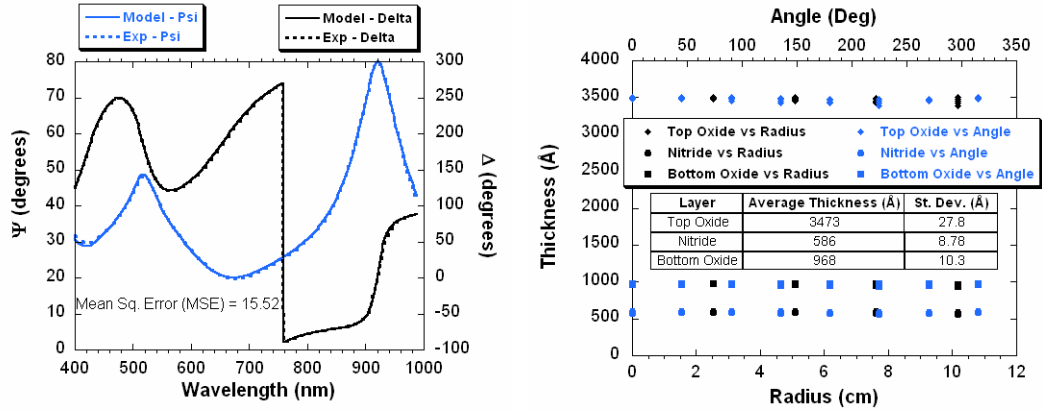 Model - Psi
Exp - Psi
Model - Delta
Exp - Delta
80
70
60
50
40
30
20
10
0
Ψ (degrees)
300
250
200
150
100
50
0
-50
-100
Δ (degrees)
Mean Sq. Error (MSE) = 15.52
400 500 600 700 800 900 1000
Wavelength (nm)
Angle (Deg)
0 50 100 150 200 250 300 350
4000
3500
3000
2500
2000
1500
1000
500
0
Thickness (Å)
Top Oxide vs Radius Top Oxide vs Angle
Nitride vs Radius Nitride vs Angle
Bottom Oxide vs Radius Bottom Oxide vs Angle
Layer Average Thickness (Å) St. Dev. (Å)
Top Oxide 3473 27.8
Nitride 586 8.78
Bottom Oxide 968 10.3
0 2 4 6 8 10 12
Radius (cm)